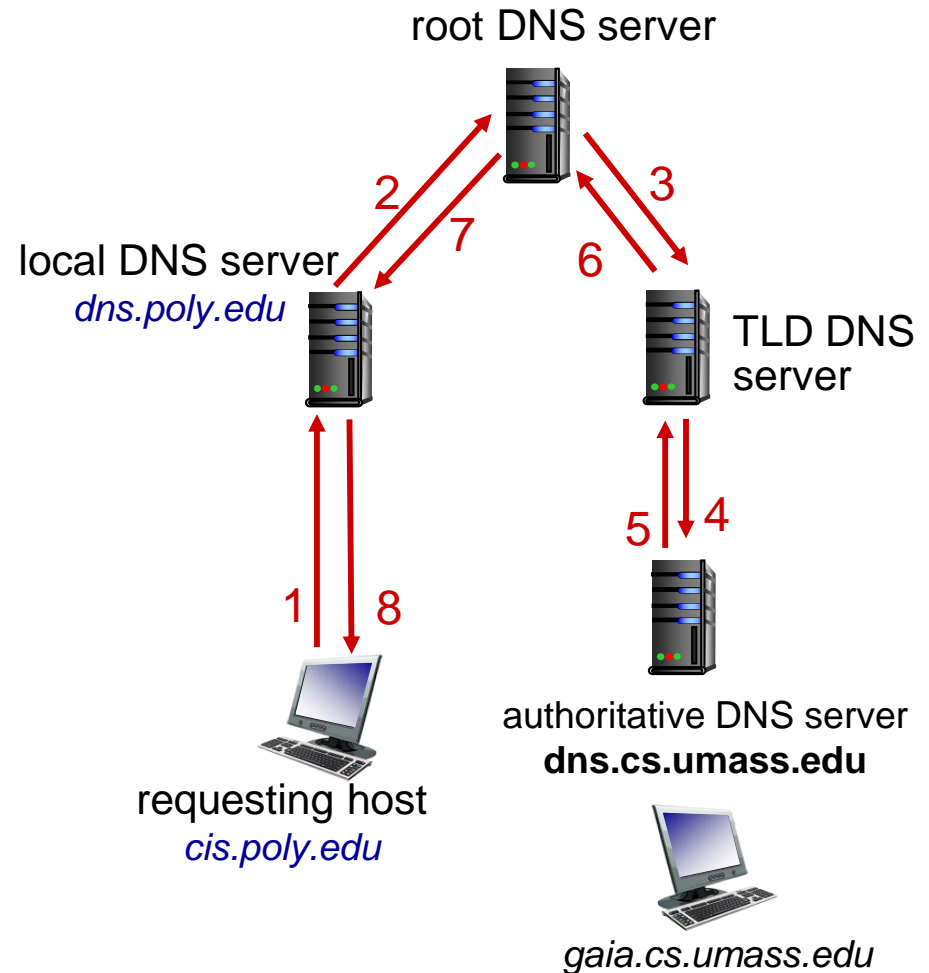 root DNS server
2
3
7
6
local DNS server
dns.poly.edu
TLD DNS
server
5
4
1
8
authoritative DNS server
dns.cs.umass.edu
requesting host
cis.poly.edu
gaia.cs.umass.edu